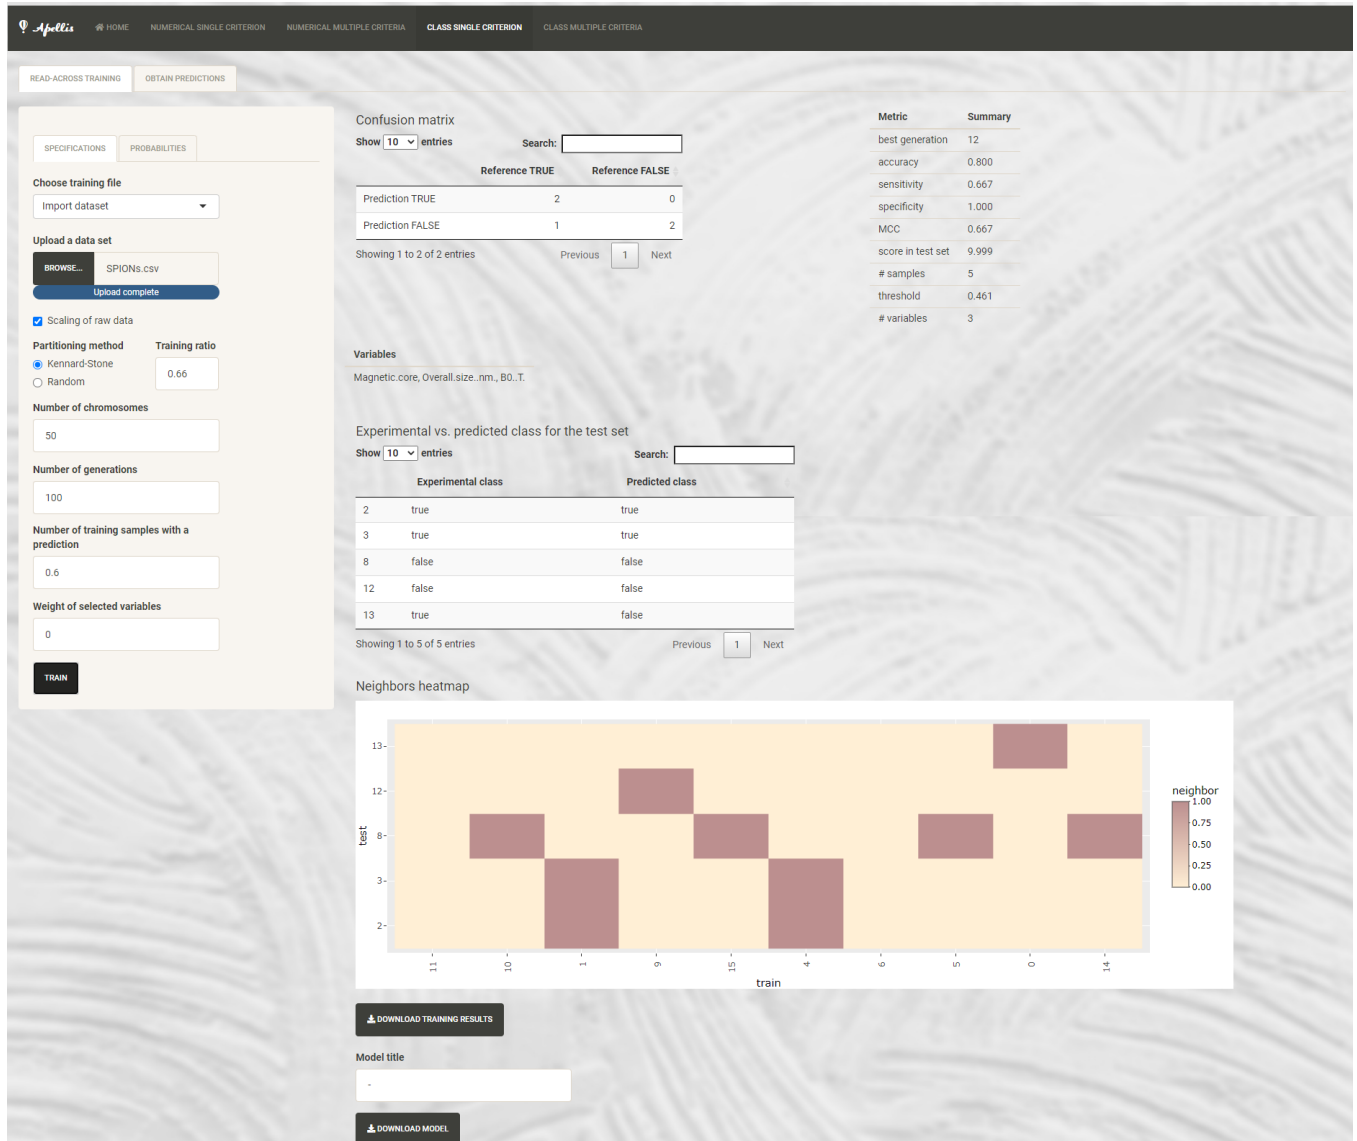 Apellis HOME NUMERICAL SINGLE CRITERION NUMERICAL MULTIPLE CRITERIA CLASS SINGLE CRITERION CLASS MULTIPLE CRITERIA
READ-ACROSS TRAINING OBTAIN PREDICTIONS
SPECIFICATIONS PROBABILITIES
Choose training file
Import dataset
Upload a data set
BROWSE... SPIONs.csv
Upload complete
Scaling of raw data
Partitioning method Training ratio
Kennard-Stone
0.66
Random
Number of chromosomes
50
Number of generations
100
Number of training samples with a
prediction
0.6
Weight of selected variables
0
TRAIN
Confusion matrix
Show 10 entries Search:
Reference TRUE Reference FALSE
Prediction TRUE 2 0
Prediction FALSE 1 2
Showing 1 to 2 of 2 entries Previous 1 Next
Metric Summary
best generation 12
accuracy 0.800
sensitivity 0.667
specificity 1.000
MCC 0.667
score in test set 9.999
# samples 5
threshold 0.461
# variables 3
Variables
Magnetic.core, Overall.size..nm., B0..T.
Experimental vs. predicted class for the test set
Show 10 entries Search:
Experimental class Predicted class
2 true true
3 true true
8 false false
12 false false
13 true false
Showing 1 to 5 of 5 entries Previous 1 Next
Neighbors heatmap
13
12
8
3
2
test
11 10 1 9 15 4 6 5 0 14
train
neighbor
1.00
0.75
0.50
0.25
0.00
DOWNLOAD TRAINING RESULTS
Model title
-
DOWNLOAD MODEL